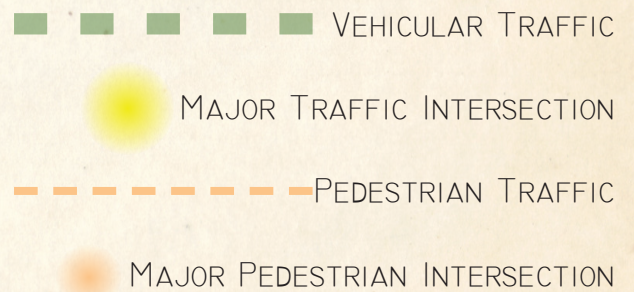 Vehicular Traffic
Major Traffic Intersection
Pedestrian Traffic
Major Pedestrian Intersection